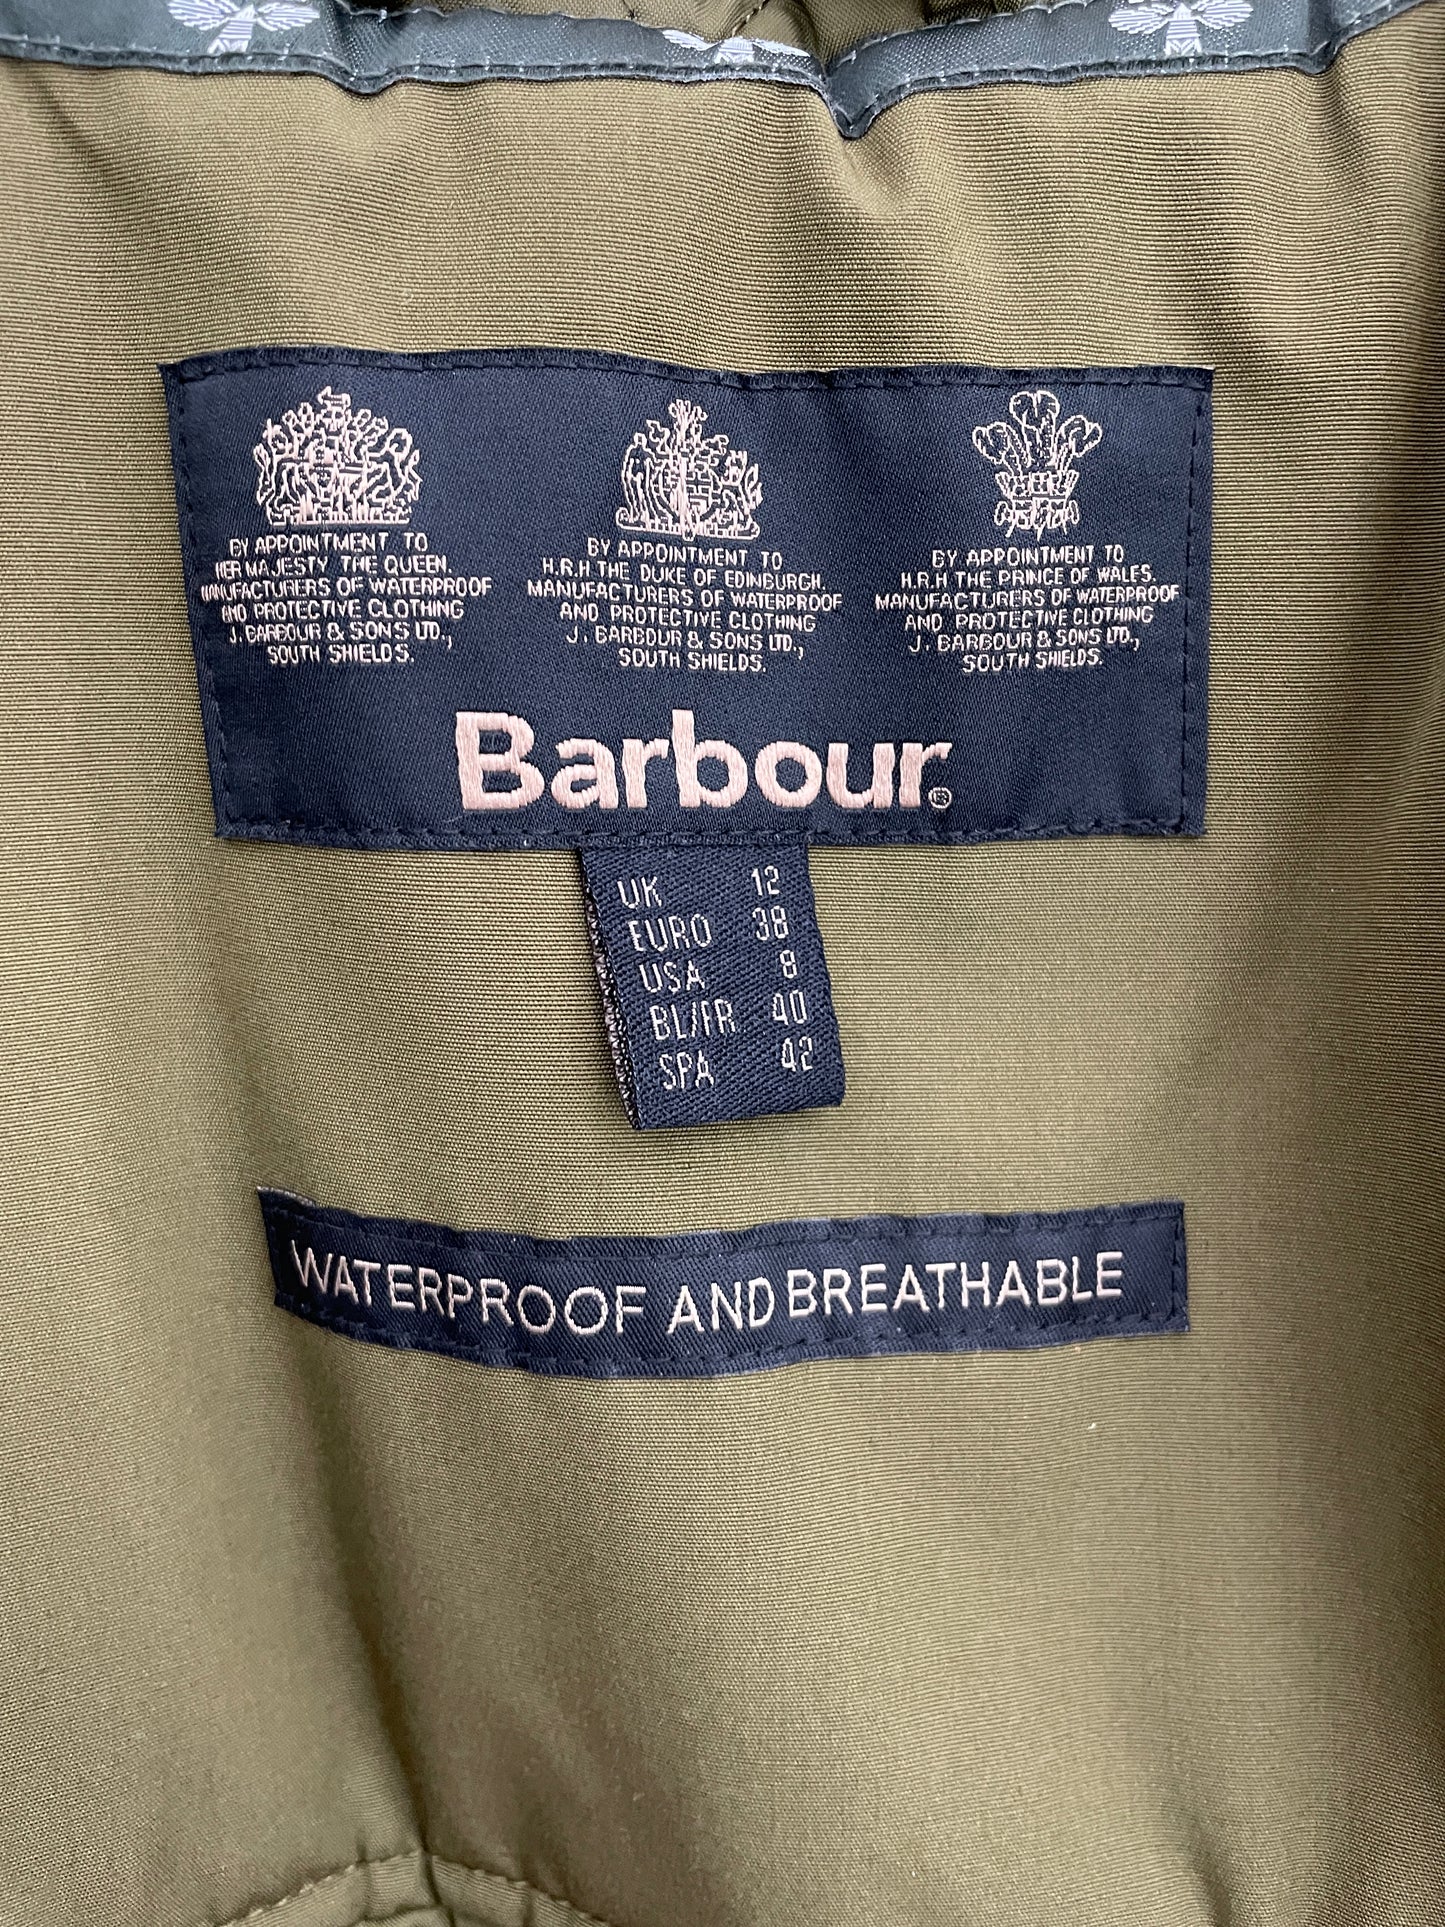 BY APPOINTMENT TO
HER MAJESTY THE QUEEN.
MANUFACTURERS OF WATERPROOF
AND PROTECTIVE CLOTHING
J. BARBOUR & SONS LTD.,
SOUTH SHIELDS.
BY APPOINTMENT TO
H.R.H THE DUKE OF EDINBURGH.
MANUFACTURERS OF WATERPROOF
AND PROTECTIVE CLOTHING
J. BARBOUR & SONS LTD.,
SOUTH SHIELDS.
BY APPOINTMENT TO
H.R.H THE PRINCE OF WALES.
MANUFACTURERS OF WATERPROOF
AND PROTECTIVE CLOTHING
J. BARBOUR & SONS LTD.,
SOUTH SHIELDS.
Barbour®
UK 12
EURO 38
USA 8
BL/FR 40
SPA 42
WATERPROOF AND BREATHABLE